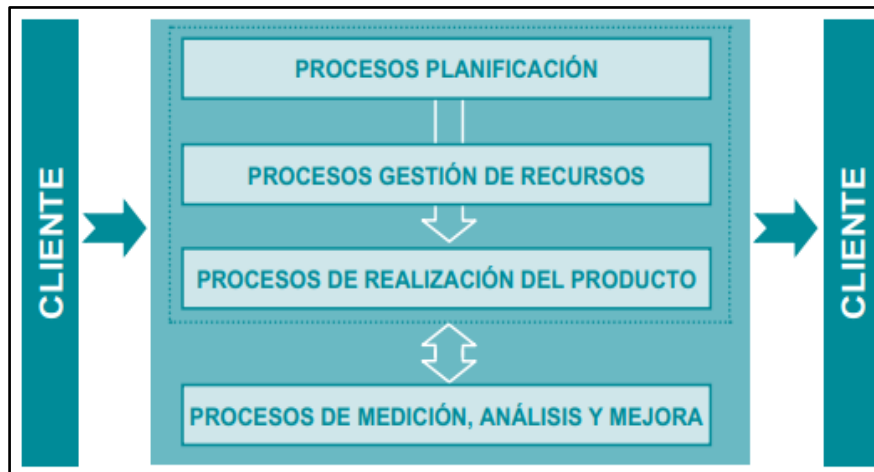 CLIENTE
PROCESOS PLANIFICACIÓN
PROCESOS GESTIÓN DE RECURSOS
PROCESOS DE REALIZACIÓN DEL PRODUCTO
PROCESOS DE MEDICIÓN, ANÁLISIS Y MEJORA
CLIENTE